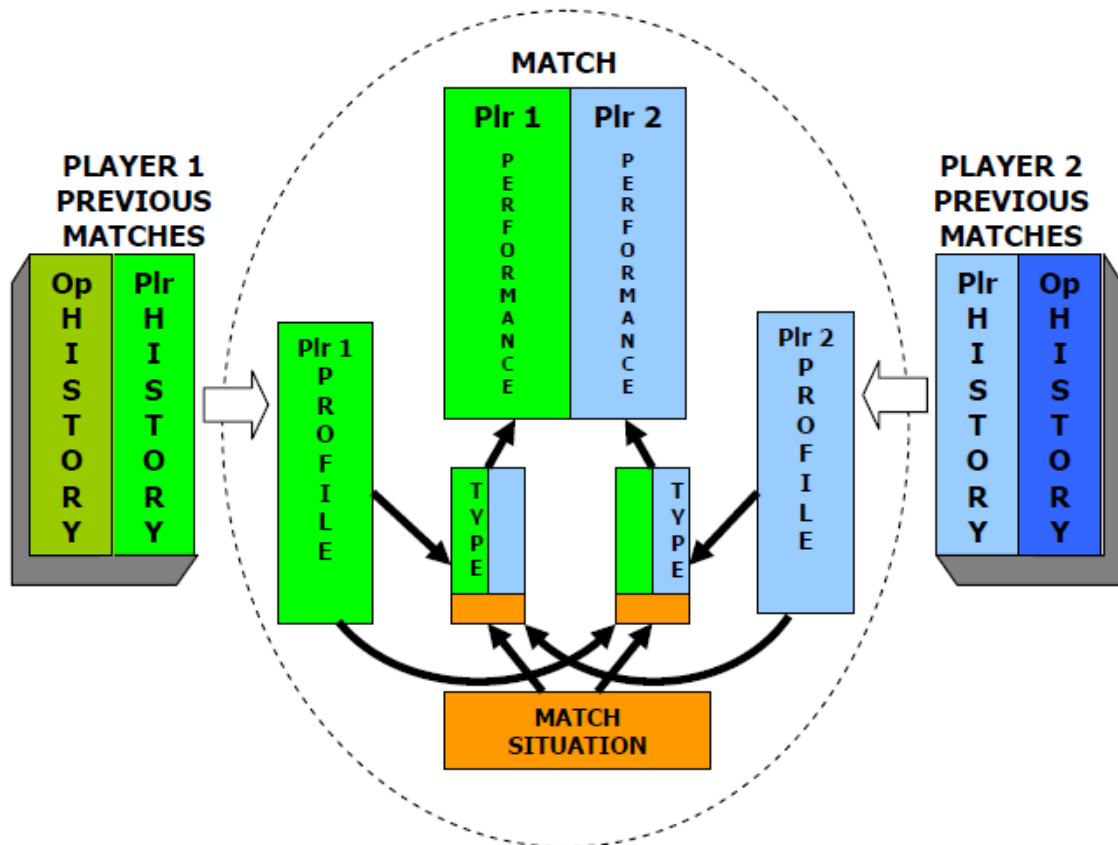 MATCH
Plr 1
PERFORMANCE
Plr 2
PERFORMANCE
PLAYER 1
PREVIOUS
MATCHES
Op
HISTORY
Plr
HISTORY
PLAYER 2
PREVIOUS
MATCHES
Plr
HISTORY
Op
HISTORY
Plr 1
PROFILE
Plr 2
PROFILE
TYPE
TYPE
MATCH
SITUATION